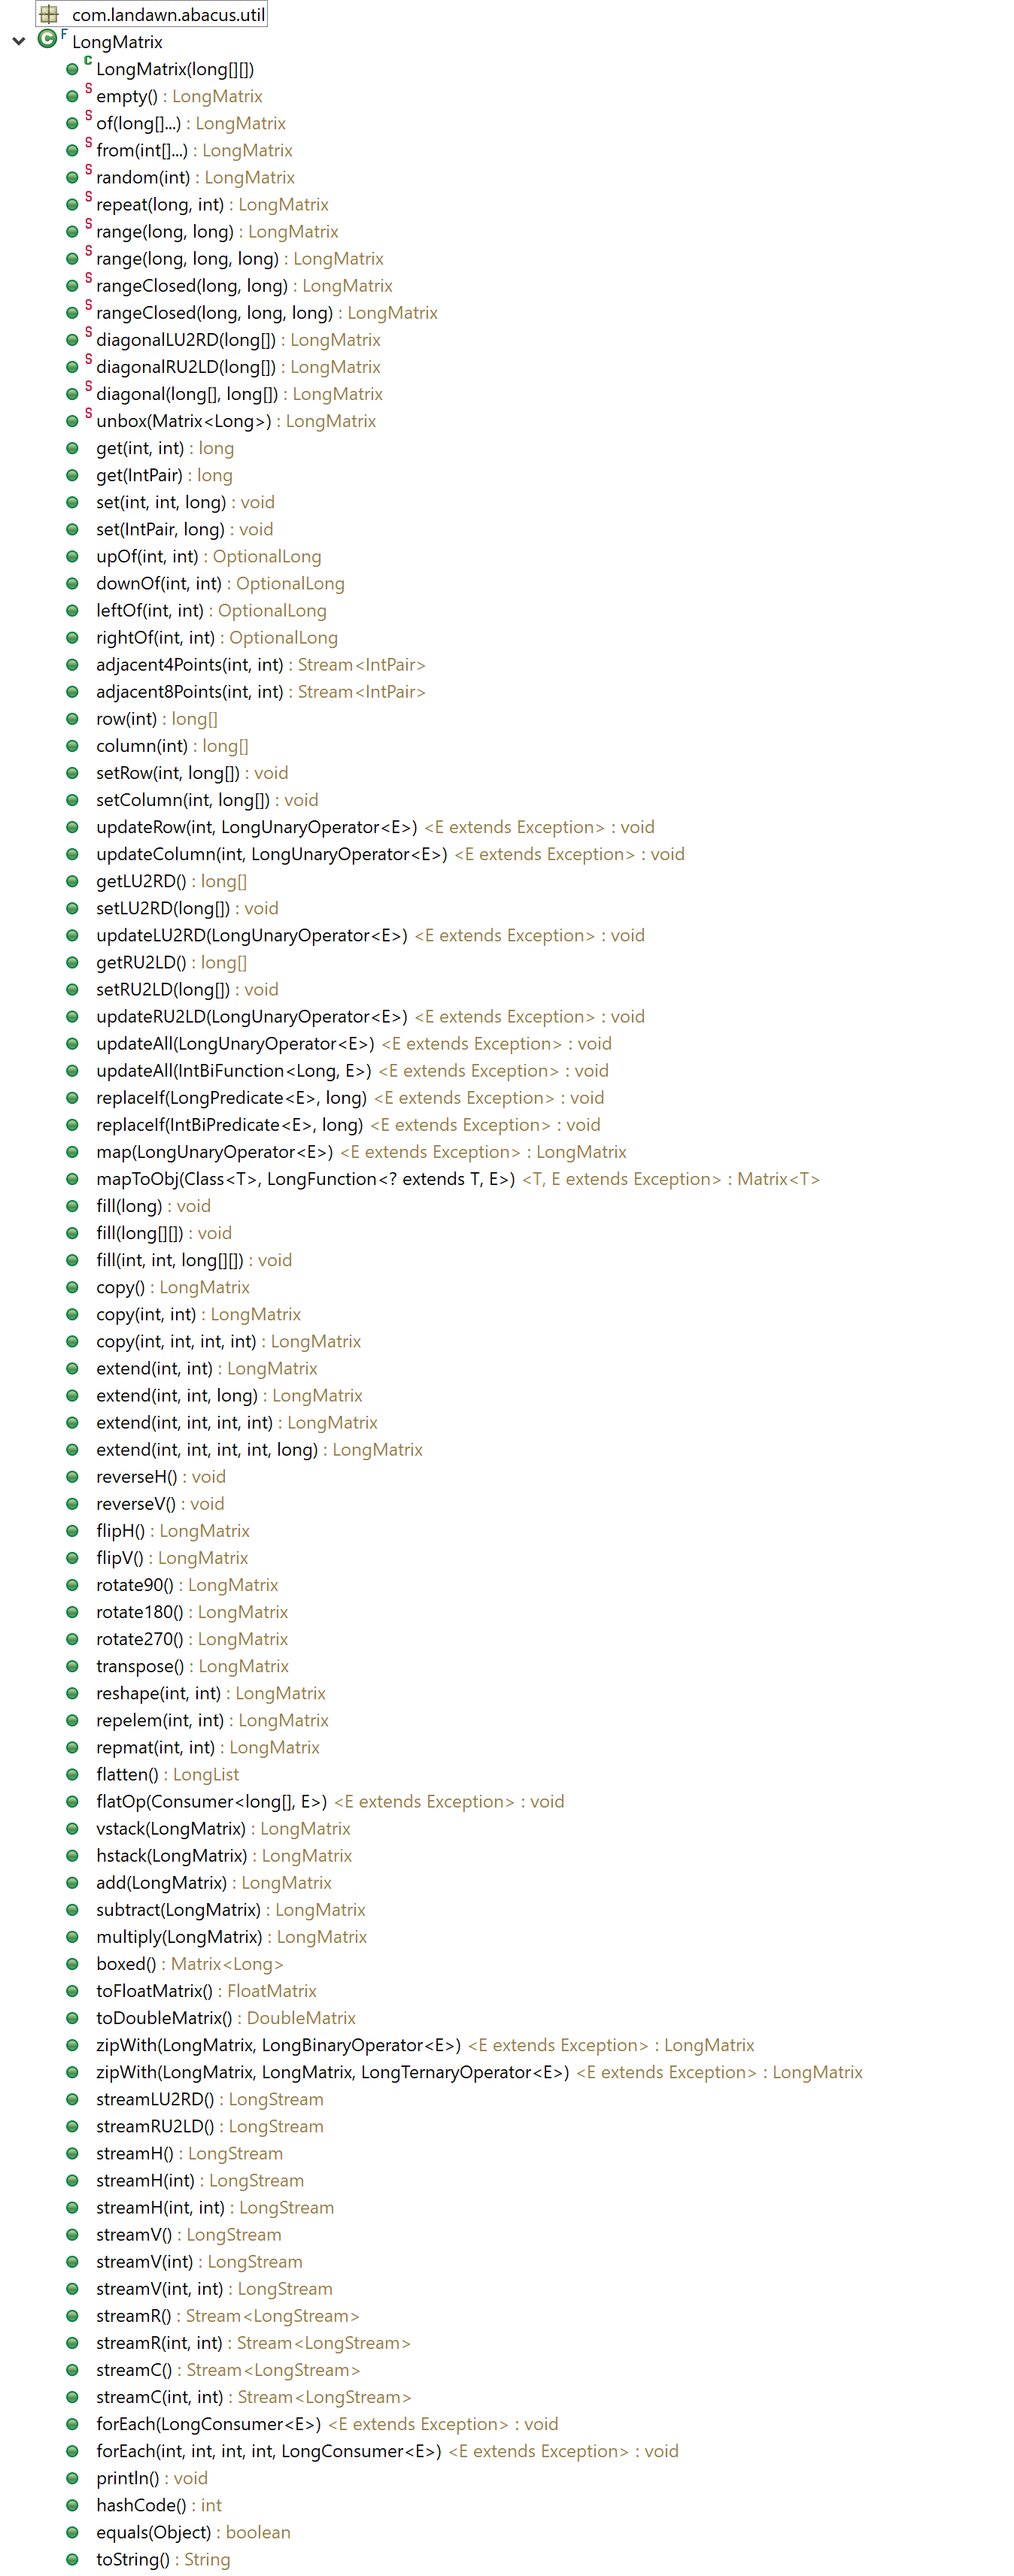 com.landawn.abacus.util
C F LongMatrix
C LongMatrix(long[][])
S empty() : LongMatrix
S of(long[]...) : LongMatrix
S from(int[]...) : LongMatrix
S random(int) : LongMatrix
S repeat(long, int) : LongMatrix
S range(long, long) : LongMatrix
S range(long, long, long) : LongMatrix
S rangeClosed(long, long) : LongMatrix
S rangeClosed(long, long, long) : LongMatrix
S diagonalLU2RD(long[]) : LongMatrix
S diagonalRU2LD(long[]) : LongMatrix
S diagonal(long[], long[]) : LongMatrix
S unbox(Matrix<Long>) : LongMatrix
get(int, int) : long
get(IntPair) : long
set(int, int, long) : void
set(IntPair, long) : void
upOf(int, int) : OptionalLong
downOf(int, int) : OptionalLong
leftOf(int, int) : OptionalLong
rightOf(int, int) : OptionalLong
adjacent4Points(int, int) : Stream<IntPair>
adjacent8Points(int, int) : Stream<IntPair>
row(int) : long[]
column(int) : long[]
setRow(int, long[]) : void
setColumn(int, long[]) : void
updateRow(int, LongUnaryOperator<E>) <E extends Exception> : void
updateColumn(int, LongUnaryOperator<E>) <E extends Exception> : void
getLU2RD() : long[]
setLU2RD(long[]) : void
updateLU2RD(LongUnaryOperator<E>) <E extends Exception> : void
getRU2LD() : long[]
setRU2LD(long[]) : void
updateRU2LD(LongUnaryOperator<E>) <E extends Exception> : void
updateAll(LongUnaryOperator<E>) <E extends Exception> : void
updateAll(IntBiFunction<Long, E>) <E extends Exception> : void
replaceIf(LongPredicate<E>, long) <E extends Exception> : void
replaceIf(IntBiPredicate<E>, long) <E extends Exception> : void
map(LongUnaryOperator<E>) <E extends Exception> : LongMatrix
mapToObj(Class<T>, LongFunction<? extends T, E>) <T, E extends Exception> : Matrix<T>
fill(long) : void
fill(long[][]) : void
fill(int, int, long[][]) : void
copy() : LongMatrix
copy(int, int) : LongMatrix
copy(int, int, int, int) : LongMatrix
extend(int, int) : LongMatrix
extend(int, int, long) : LongMatrix
extend(int, int, int, int) : LongMatrix
extend(int, int, int, int, long) : LongMatrix
reverseH() : void
reverseV() : void
flipH() : LongMatrix
flipV() : LongMatrix
rotate90() : LongMatrix
rotate180() : LongMatrix
rotate270() : LongMatrix
transpose() : LongMatrix
reshape(int, int) : LongMatrix
repelem(int, int) : LongMatrix
repmat(int, int) : LongMatrix
flatten() : LongList
flatOp(Consumer<long[], E>) <E extends Exception> : void
vstack(LongMatrix) : LongMatrix
hstack(LongMatrix) : LongMatrix
add(LongMatrix) : LongMatrix
subtract(LongMatrix) : LongMatrix
multiply(LongMatrix) : LongMatrix
boxed() : Matrix<Long>
toFloatMatrix() : FloatMatrix
toDoubleMatrix() : DoubleMatrix
zipWith(LongMatrix, LongBinaryOperator<E>) <E extends Exception> : LongMatrix
zipWith(LongMatrix, LongMatrix, LongTernaryOperator<E>) <E extends Exception> : LongMatrix
streamLU2RD() : LongStream
streamRU2LD() : LongStream
streamH() : LongStream
streamH(int) : LongStream
streamH(int, int) : LongStream
streamV() : LongStream
streamV(int) : LongStream
streamV(int, int) : LongStream
streamR() : Stream<LongStream>
streamR(int, int) : Stream<LongStream>
streamC() : Stream<LongStream>
streamC(int, int) : Stream<LongStream>
forEach(LongConsumer<E>) <E extends Exception> : void
forEach(int, int, int, int, LongConsumer<E>) <E extends Exception> : void
println() : void
hashCode() : int
equals(Object) : boolean
toString() : String